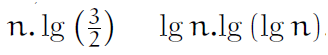 n. lg (3/2) lg n.lg (lg n).